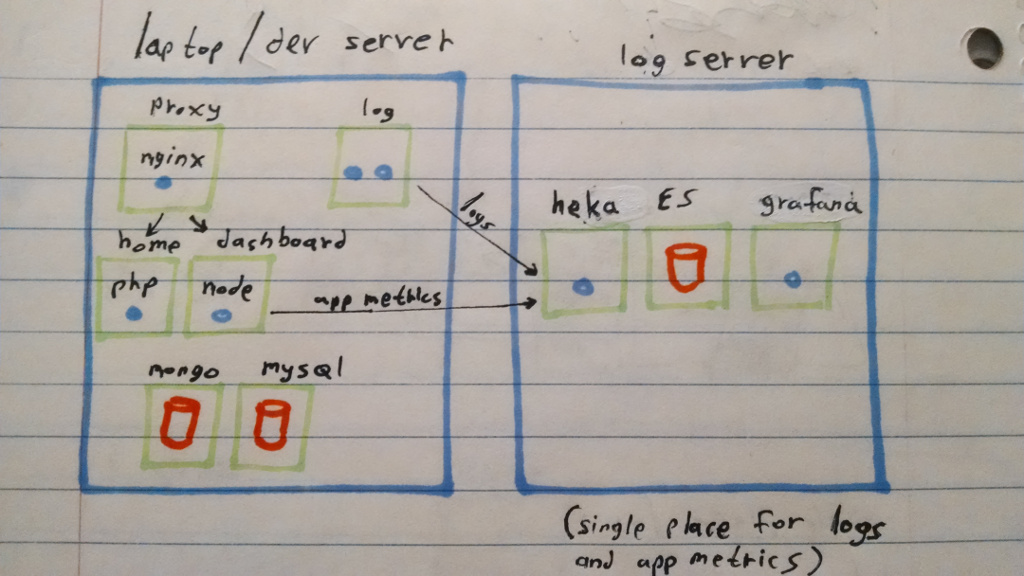 laptop/dev server
log server
proxy
log
nginx
home
dashboard
php
node
logs
app metrics
mongo
mysql
heka
ES
grafana
(single place for logs
and app metrics)